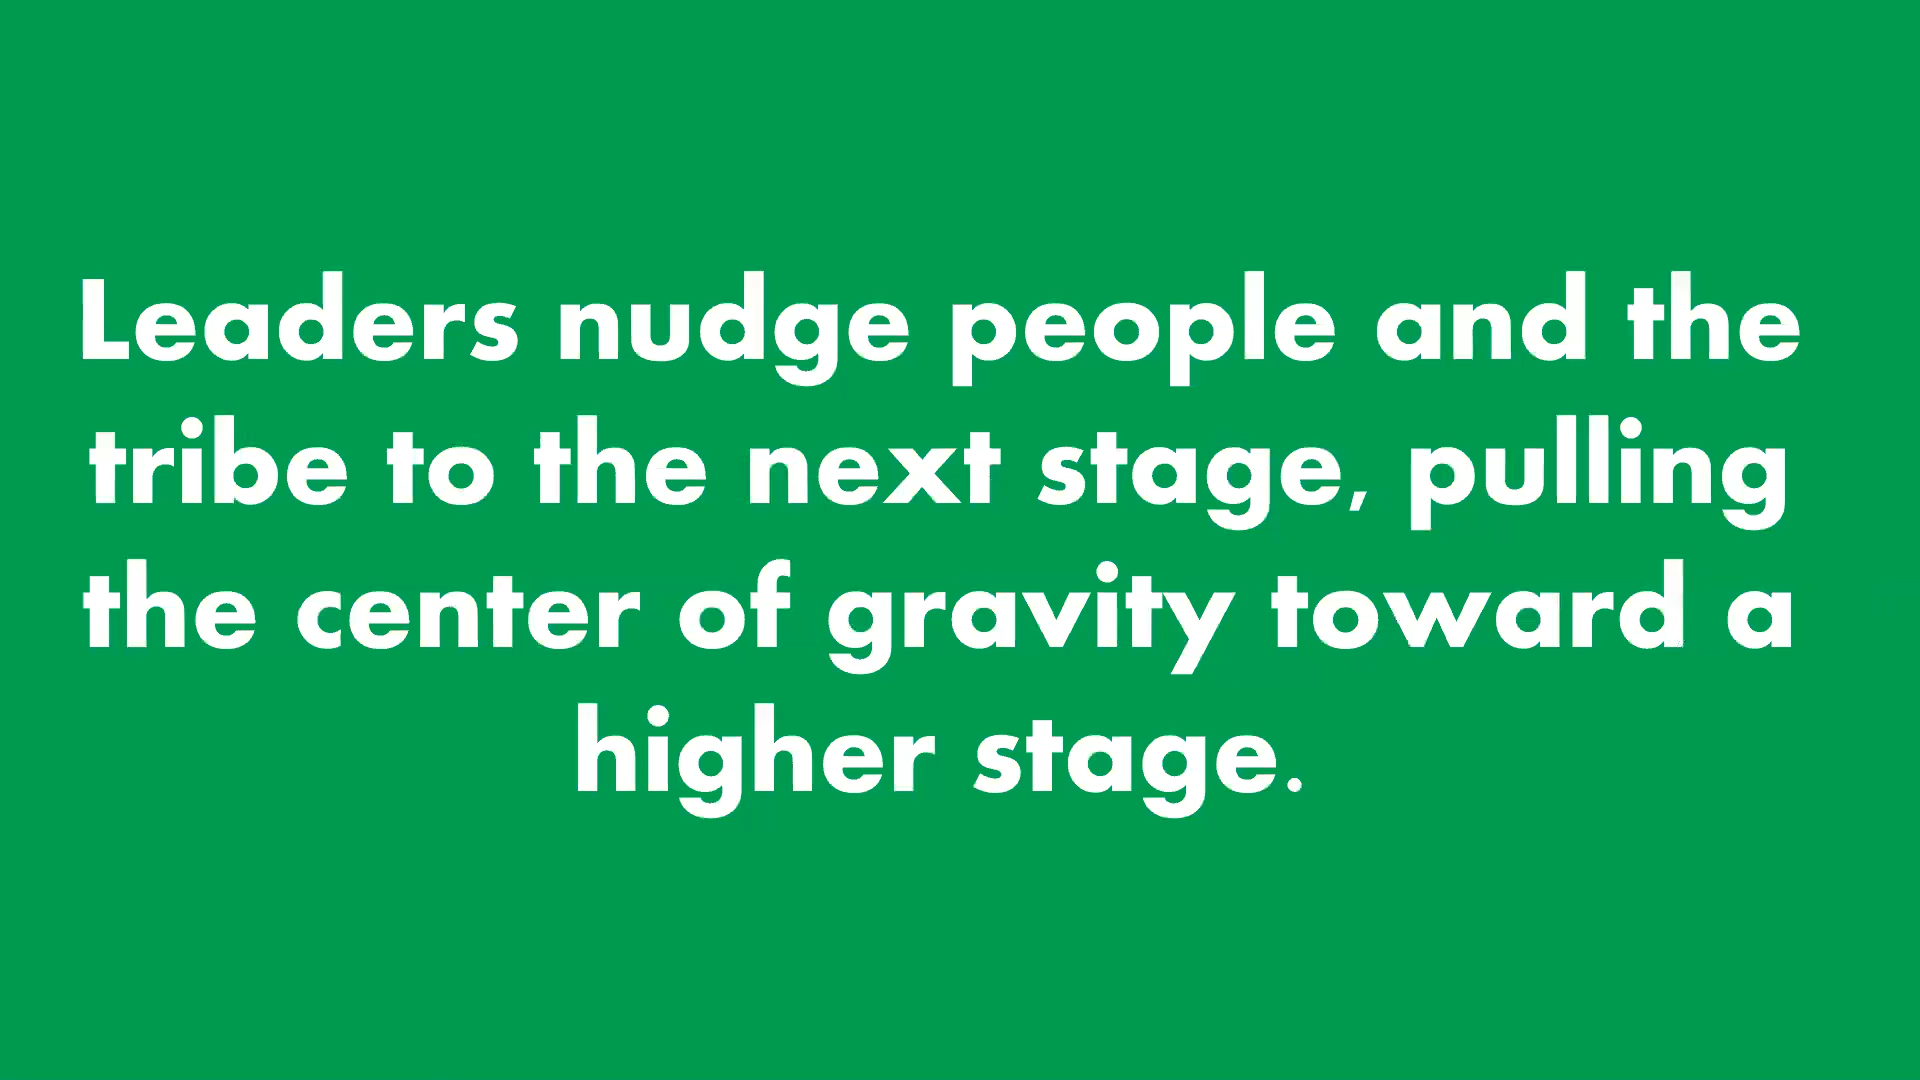 Leaders nudge people and the
tribe to the next stage, pulling
the center of gravity toward a
higher stage.